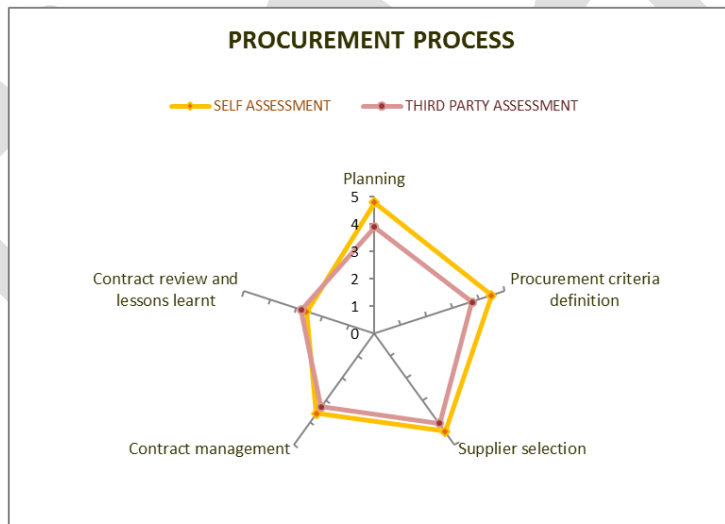 PROCUREMENT PROCESS
SELF ASSESSMENT
THIRD PARTY ASSESSMENT
Planning
5
4
3
2
1
0
Procurement criteria
definition
Supplier selection
Contract management
Contract review and
lessons learnt